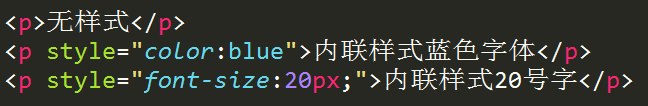 <p>无样式</p>
<p style="color:blue">内联样式蓝色字体</p>
<p style="font-size:20px;">内联样式20号字</p>